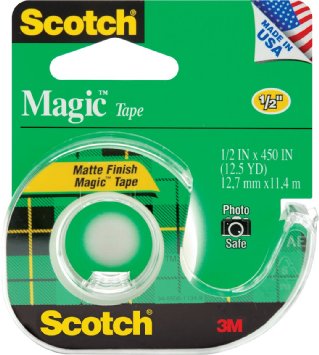 Scotch™
MADE IN
USA
Magic™ Tape
1/2"
1/2 IN X 450 IN
(12.5 YD)
12,7 mm x 11,4 m
Matte Finish
Magic™ Tape
Photo
Safe
Scotch
3M